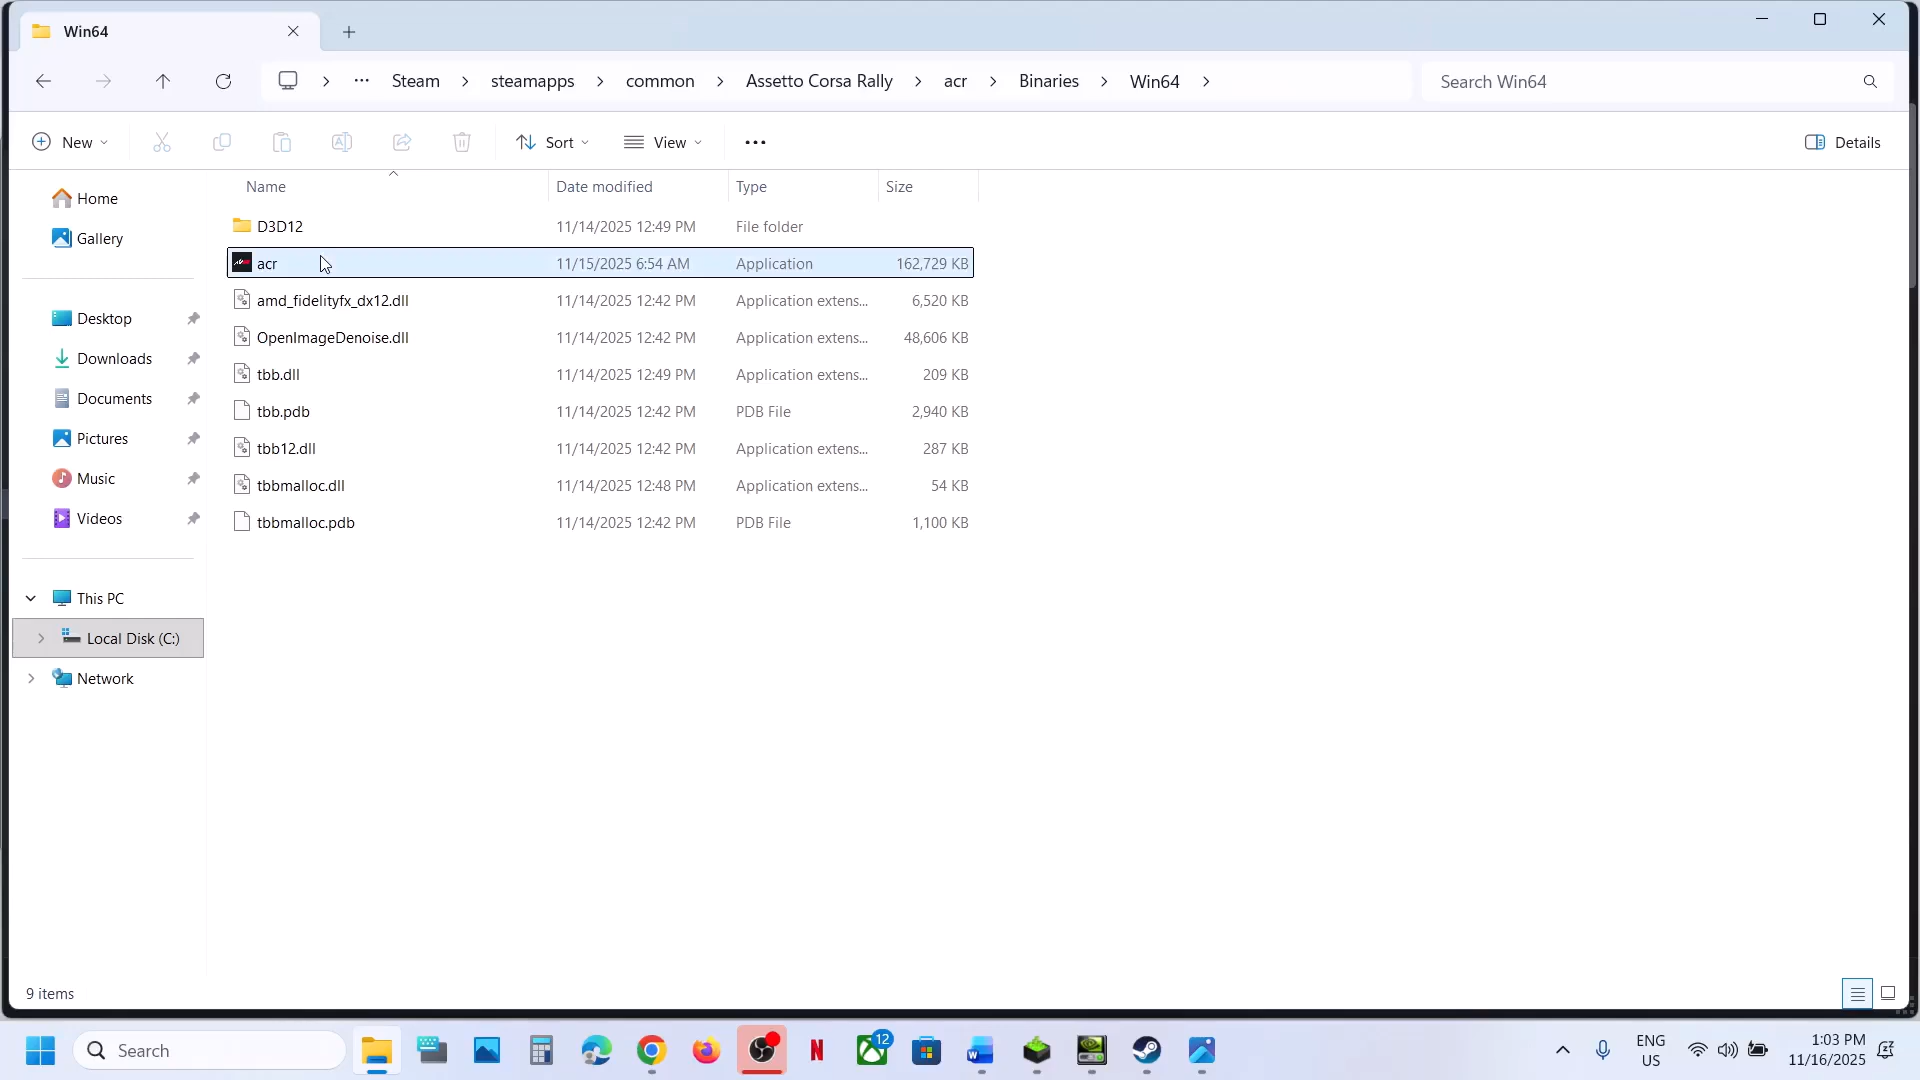 Win64
Steam > steamapps > common > Assetto Corsa Rally > acr > Binaries > Win64 >
Search Win64
New
Sort
View
Details
Name Date modified Type Size
Home
Gallery
Desktop
Downloads
Documents
Pictures
Music
Videos
This PC
Local Disk (C:)
Network
D3D12 11/14/2025 12:49 PM File folder
acr 11/15/2025 6:54 AM Application 162,729 KB
amd_fidelityfx_dx12.dll 11/14/2025 12:42 PM Application extens... 6,520 KB
OpenImageDenoise.dll 11/14/2025 12:42 PM Application extens... 48,606 KB
tbb.dll 11/14/2025 12:49 PM Application extens... 209 KB
tbb.pdb 11/14/2025 12:42 PM PDB File 2,940 KB
tbb12.dll 11/14/2025 12:42 PM Application extens... 287 KB
tbbmalloc.dll 11/14/2025 12:48 PM Application extens... 54 KB
tbbmalloc.pdb 11/14/2025 12:42 PM PDB File 1,100 KB
9 items
Search
12
ENG
US
1:03 PM
11/16/2025